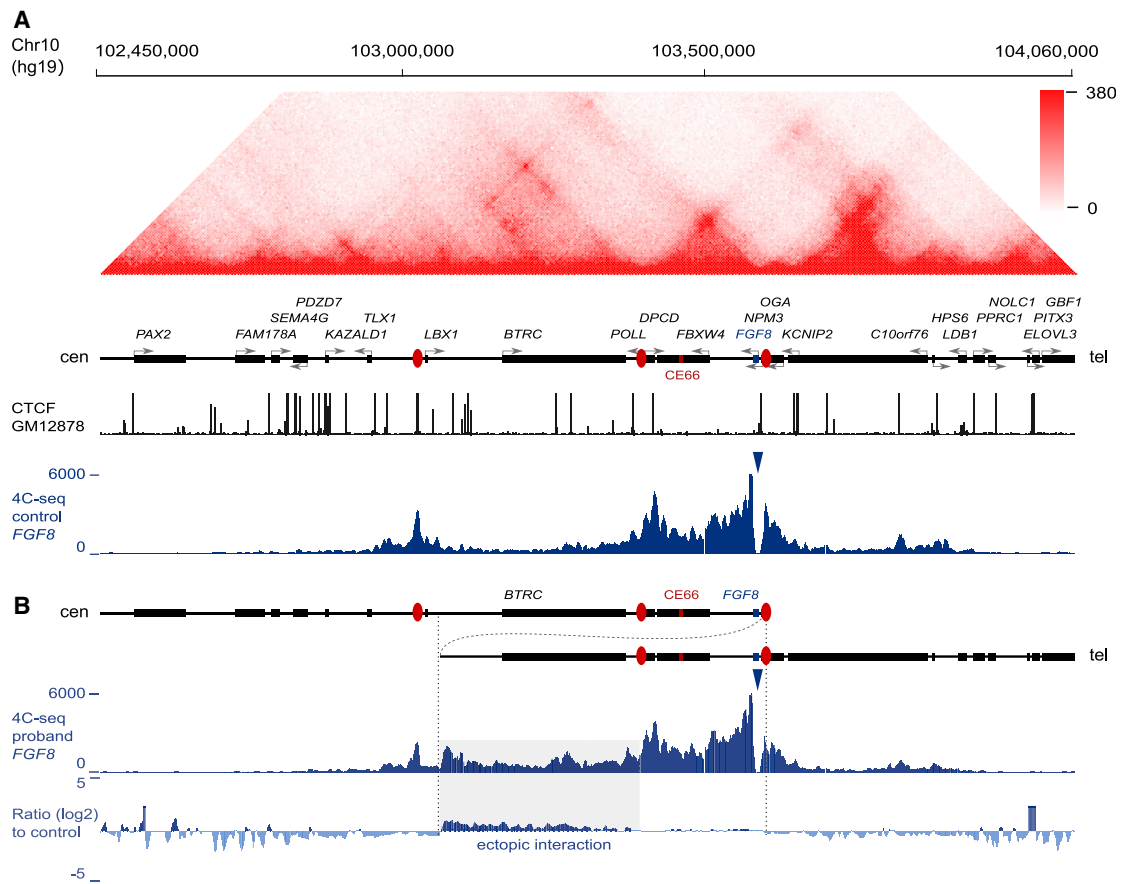 A
Chr10
(hg19)
102,450,000 103,000,000 103,500,000 104,060,000
380
0
PDZD7 OGA NOLC1 GBF1
SEMA4G TLX1 DPCD NPM3 HPS6 PPRC1 PITX3
PAX2 FAM178A KAZALD1 LBX1 BTRC POLL FBXW4 FGF8 KCNIP2 C10orf76 LDB1 ELOVL3
cen tel
CE66
CTCF
GM12878
6000
4C-seq
control
FGF8
0
B
BTRC CE66 FGF8
cen
tel
6000
4C-seq
proband
FGF8
0
5
Ratio (log2)
to control
ectopic interaction
-5